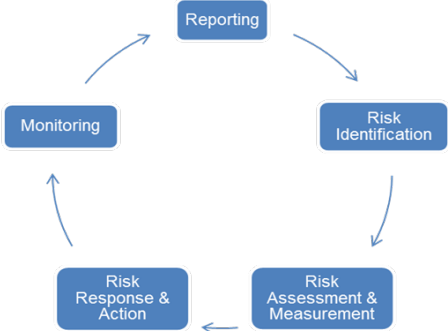 Reporting
Risk
Identification
Risk
Assessment &
Measurement
Risk
Response &
Action
Monitoring